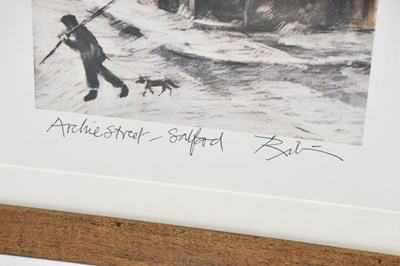 Archie Street - Salford